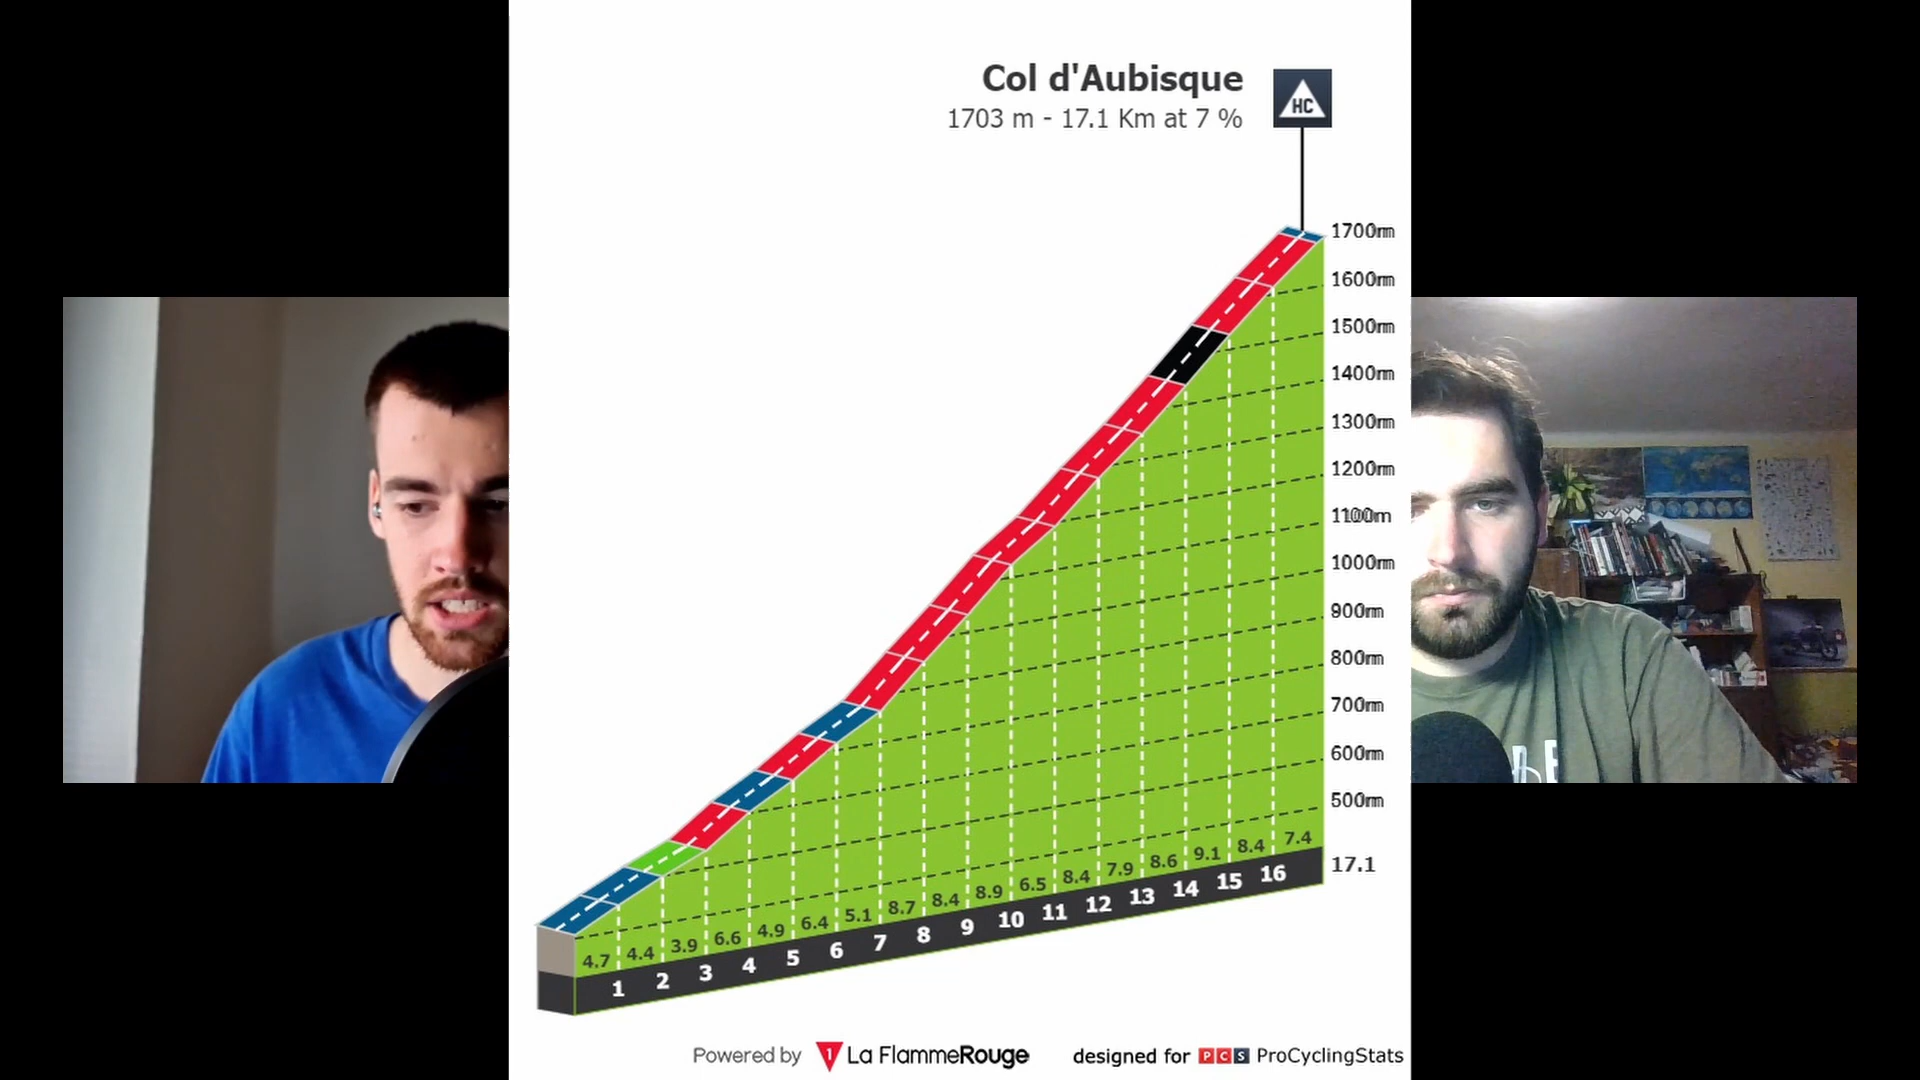 Col d'Aubisque
HC
1703 m - 17.1 Km at 7 %
1700m
1600m
1500m
1400m
1300m
1200m
1100m
1000m
900m
800m
700m
600m
500m
17.1
4.7 4.4 3.9 6.6 4.9 6.4 5.1 8.7 8.4 8.9 6.5 8.4 7.9 8.6 9.1 8.4 7.4
1 2 3 4 5 6 7 8 9 10 11 12 13 14 15 16
Powered by 1 La FlammeRouge designed for PCS ProCyclingStats